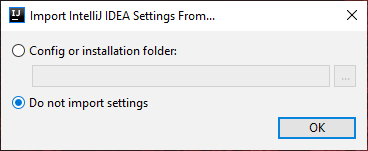 IJ
Import IntelliJ IDEA Settings From...
Config or installation folder:
...
Do not import settings
OK